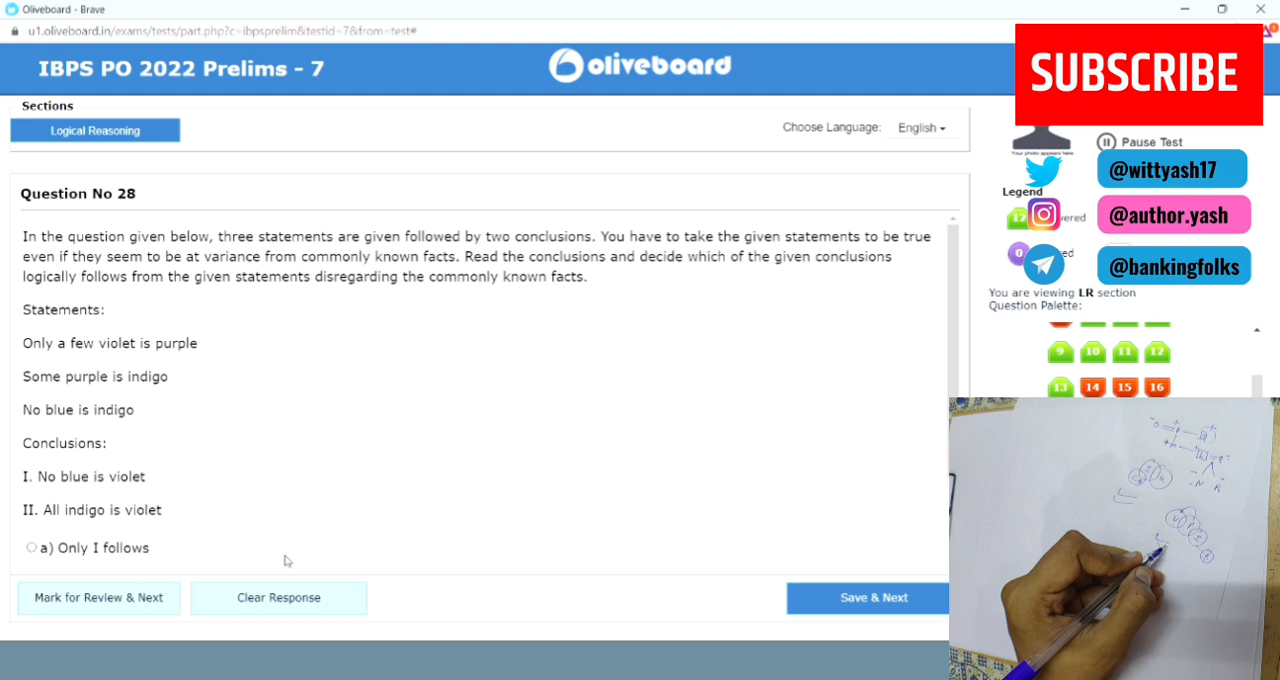 Oliveboard - Brave
u1.oliveboard.in/exams/tests/part.php?c=ibpsprelim&testid=7&from=test#
IBPS PO 2022 Prelims - 7
oliveboard
SUBSCRIBE
Sections
Logical Reasoning
Choose Language: English
Your photo appears here
Pause Test
@wittyash17
Legend
12
@author.yash
0
@bankingfolks
You are viewing LR section
Question Palette:
9 10 11 12
13 14 15 16
Question No 28
In the question given below, three statements are given followed by two conclusions. You have to take the given statements to be true
even if they seem to be at variance from commonly known facts. Read the conclusions and decide which of the given conclusions
logically follows from the given statements disregarding the commonly known facts.
Statements:
Only a few violet is purple
Some purple is indigo
No blue is indigo
Conclusions:
I. No blue is violet
II. All indigo is violet
a) Only I follows
Mark for Review & Next
Clear Response
Save & Next